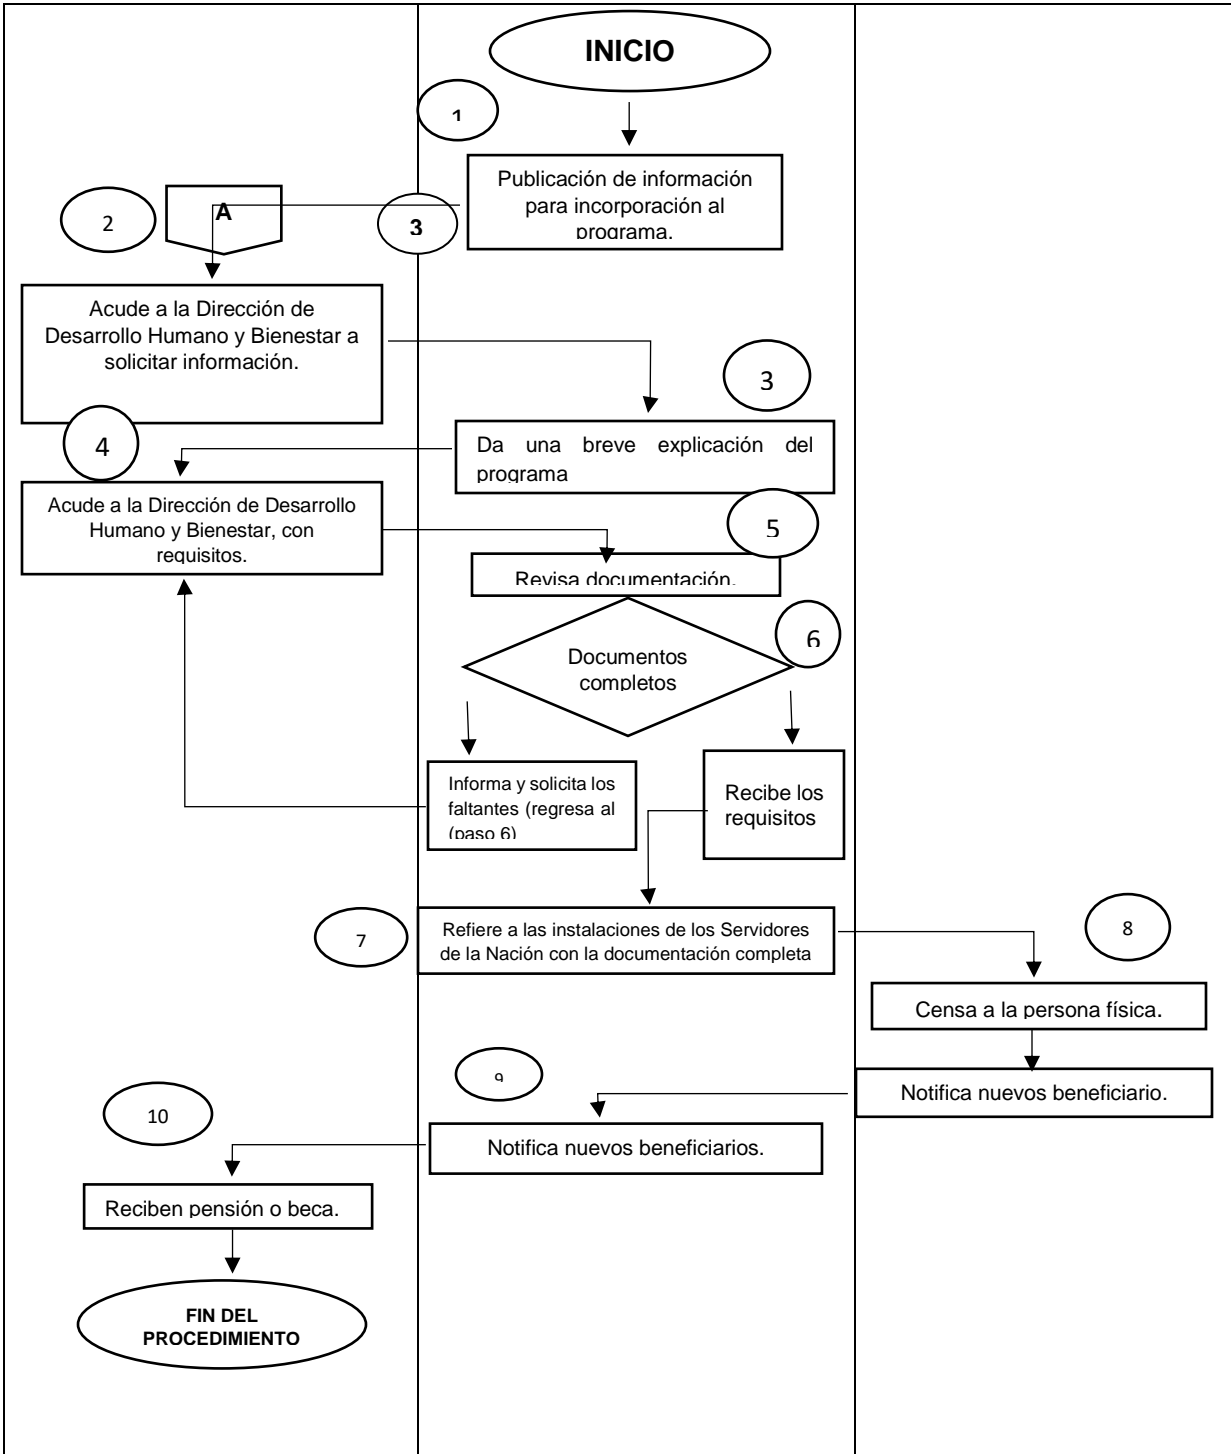 INICIO
1
Publicación de información
para incorporación al
programa.
2
A
3
Acude a la Dirección de
Desarrollo Humano y Bienestar a
solicitar información.
3
Da una breve explicación del
programa
4
Acude a la Dirección de Desarrollo
Humano y Bienestar, con
requisitos.
5
Revisa documentación.
6
Documentos
completos
Informa y solicita los
faltantes (regresa al
(paso 6)
Recibe los
requisitos
7
Refiere a las instalaciones de los Servidores
de la Nación con la documentación completa
8
Censa a la persona física.
Notifica nuevos beneficiario.
9
Notifica nuevos beneficiarios.
10
Reciben pensión o beca.
FIN DEL
PROCEDIMIENTO